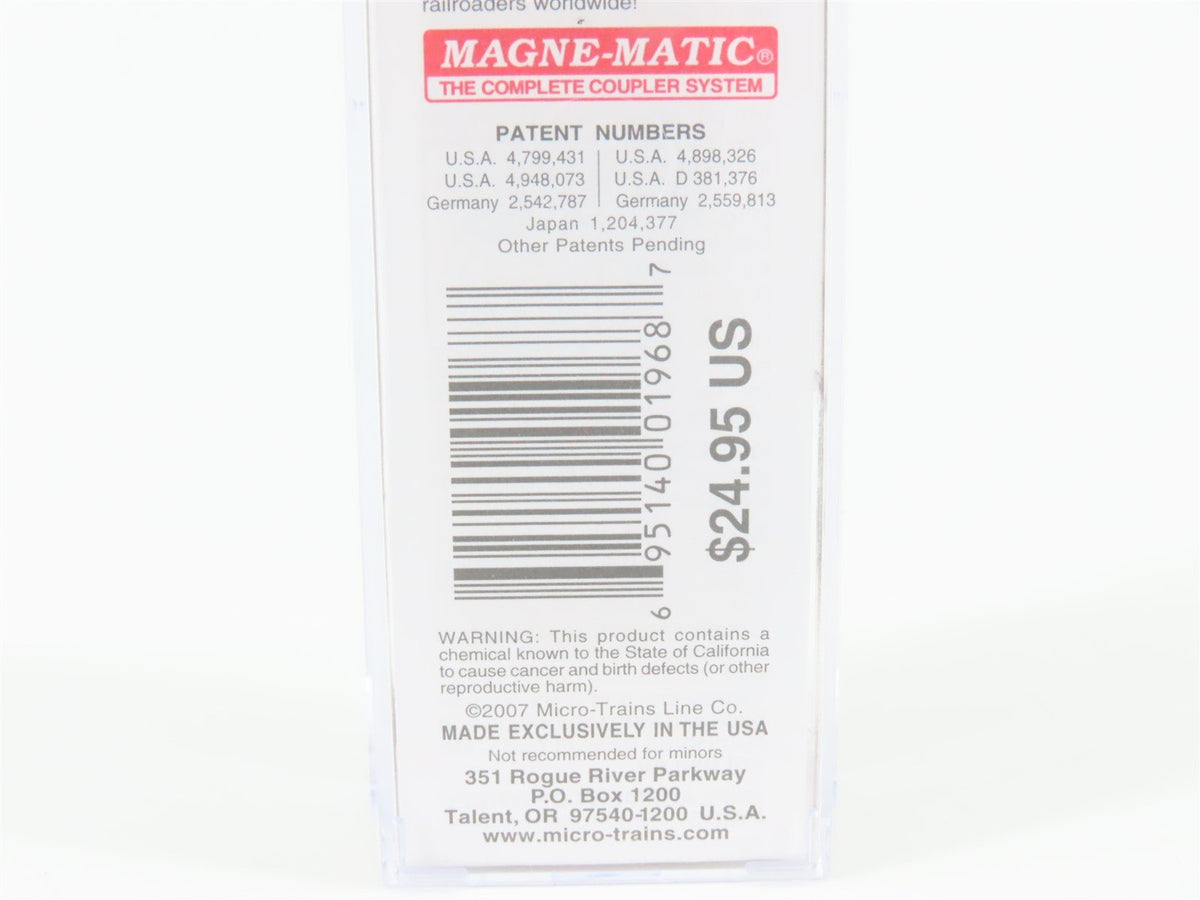 railroaders worldwide!
MAGNE-MATIC®
THE COMPLETE COUPLER SYSTEM
PATENT NUMBERS
U.S.A. 4,799,431 | U.S.A. 4,898,326
U.S.A. 4,948,073 | U.S.A. D 381,376
Germany 2,542,787 | Germany 2,559,813
Japan 1,204,377
Other Patents Pending
6 95140 01968 7
$24.95 US
WARNING: This product contains a
chemical known to the State of California
to cause cancer and birth defects (or other
reproductive harm).
©2007 Micro-Trains Line Co.
MADE EXCLUSIVELY IN THE USA
Not recommended for minors
351 Rogue River Parkway
P.O. Box 1200
Talent, OR 97540-1200 U.S.A.
www.micro-trains.com